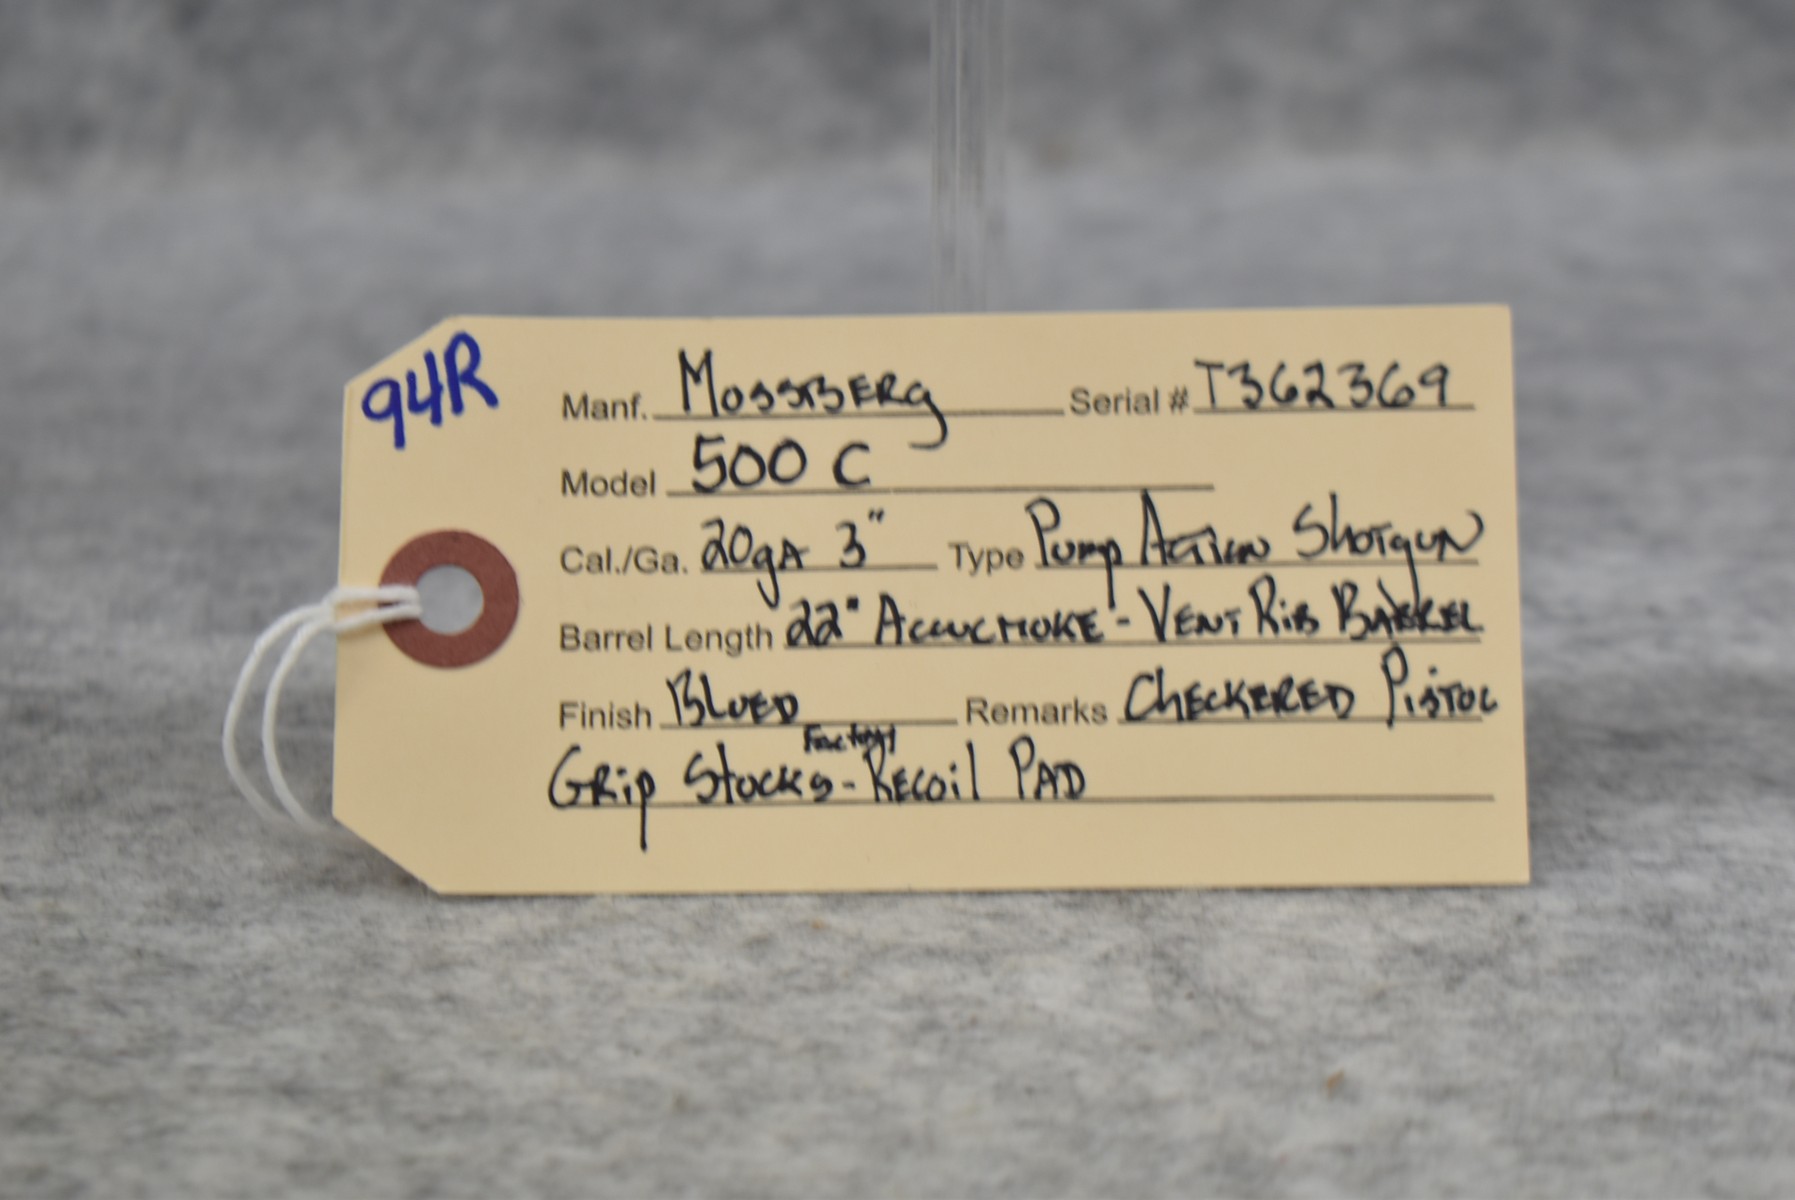 94R
Manf. Mossberg Serial # T362369
Model 500 C
Cal./Ga. 20ga 3" Type Pump Action Shotgun
Barrel Length 22" Accuchoke - Vent Rib Barrel
Finish Blued Remarks Checkered Pistol
Factory
Grip Stocks - Recoil Pad